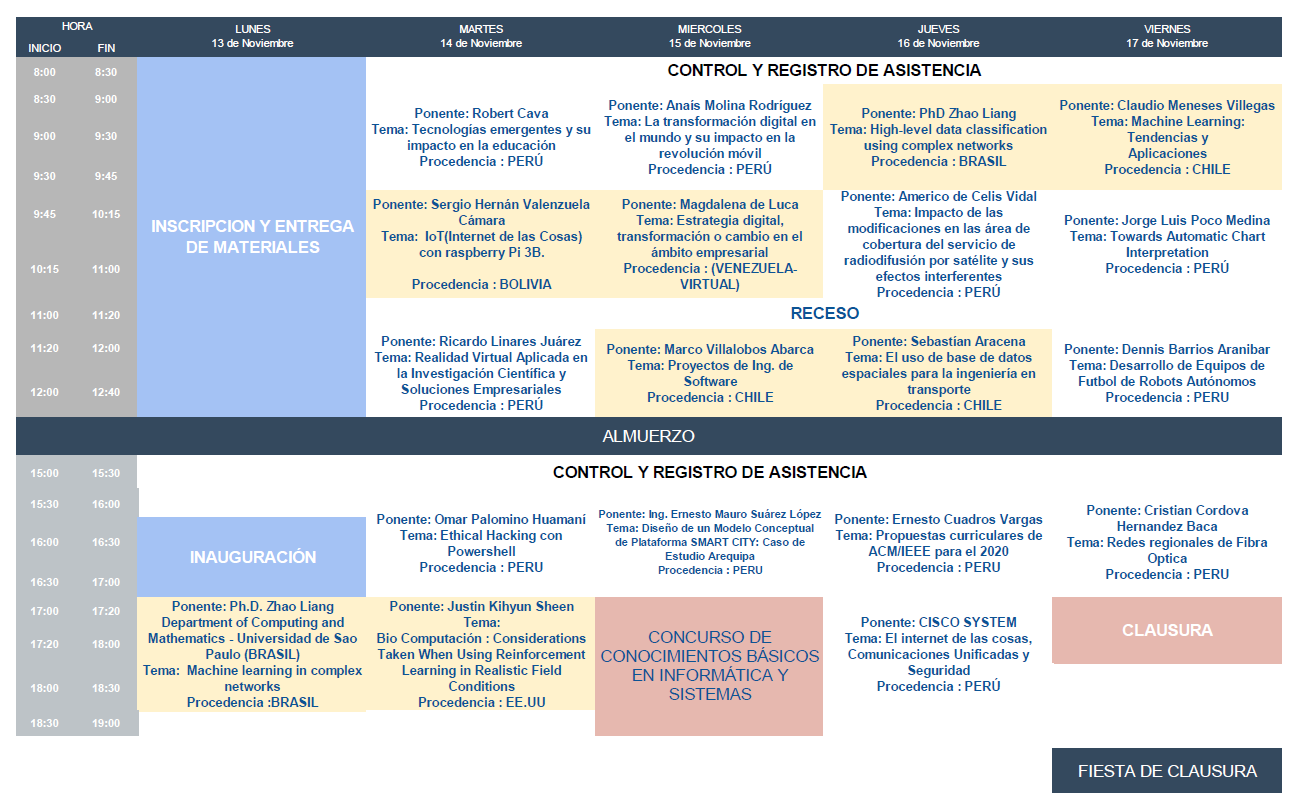 HORA
INICIO FIN
LUNES
13 de Noviembre
MARTES
14 de Noviembre
MIERCOLES
15 de Noviembre
JUEVES
16 de Noviembre
VIERNES
17 de Noviembre
8:00 8:30
CONTROL Y REGISTRO DE ASISTENCIA
8:30 9:00
9:00 9:30
9:30 9:45
INSCRIPCION Y ENTREGA
DE MATERIALES
Ponente: Robert Cava
Tema: Tecnologías emergentes y su
impacto en la educación
Procedencia : PERÚ
Ponente: Anaís Molina Rodríguez
Tema: La transformación digital en
el mundo y su impacto en la
revolución móvil
Procedencia : PERÚ
Ponente: PhD Zhao Liang
Tema: High-level data classification
using complex networks
Procedencia : BRASIL
Ponente: Claudio Meneses Villegas
Tema: Machine Learning:
Tendencias y
Aplicaciones
Procedencia : CHILE
9:45 10:15
10:15 11:00
Ponente: Sergio Hernán Valenzuela
Cámara
Tema: IoT(Internet de las Cosas)
con raspberry Pi 3B.
Procedencia : BOLIVIA
Ponente: Magdalena de Luca
Tema: Estrategia digital,
transformación o cambio en el
ámbito empresarial
Procedencia : (VENEZUELA-
VIRTUAL)
Ponente: Americo de Celis Vidal
Tema: Impacto de las
modificaciones en las área de
cobertura del servicio de
radiodifusión por satélite y sus
efectos interferentes
Procedencia : PERÚ
Ponente: Jorge Luis Poco Medina
Tema: Towards Automatic Chart
Interpretation
Procedencia : PERÚ
11:00 11:20
RECESO
11:20 12:00
12:00 12:40
Ponente: Ricardo Linares Juárez
Tema: Realidad Virtual Aplicada en
la Investigación Científica y
Soluciones Empresariales
Procedencia : PERÚ
Ponente: Marco Villalobos Abarca
Tema: Proyectos de Ing. de
Software
Procedencia : CHILE
Ponente: Sebastían Aracena
Tema: El uso de base de datos
espaciales para la ingeniería en
transporte
Procedencia : CHILE
Ponente: Dennis Barrios Aranibar
Tema: Desarrollo de Equipos de
Futbol de Robots Autónomos
Procedencia : PERU
ALMUERZO
15:00 15:30
CONTROL Y REGISTRO DE ASISTENCIA
15:30 16:00
16:00 16:30
16:30 17:00
INAUGURACIÓN
Ponente: Omar Palomino Huamaní
Tema: Ethical Hacking con
Powershell
Procedencia : PERU
Ponente: Ing. Ernesto Mauro Suárez López
Tema: Diseño de un Modelo Conceptual
de Plataforma SMART CITY: Caso de
Estudio Arequipa
Procedencia : PERU
Ponente: Ernesto Cuadros Vargas
Tema: Propuestas curriculares de
ACM/IEEE para el 2020
Procedencia : PERU
Ponente: Cristian Cordova
Hernandez Baca
Tema: Redes regionales de Fibra
Optica
Procedencia : PERU
17:00 17:20
17:20 18:00
18:00 18:30
18:30 19:00
Ponente: Ph.D. Zhao Liang
Department of Computing and
Mathematics - Universidad de Sao
Paulo (BRASIL)
Tema: Machine learning in complex
networks
Procedencia :BRASIL
Ponente: Justin Kihyun Sheen
Tema:
Bio Computación : Considerations
Taken When Using Reinforcement
Learning in Realistic Field
Conditions
Procedencia : EE.UU
CONCURSO DE
CONOCIMIENTOS BÁSICOS
EN INFORMÁTICA Y
SISTEMAS
Ponente: CISCO SYSTEM
Tema: El internet de las cosas,
Comunicaciones Unificadas y
Seguridad
Procedencia : PERÚ
CLAUSURA
FIESTA DE CLAUSURA